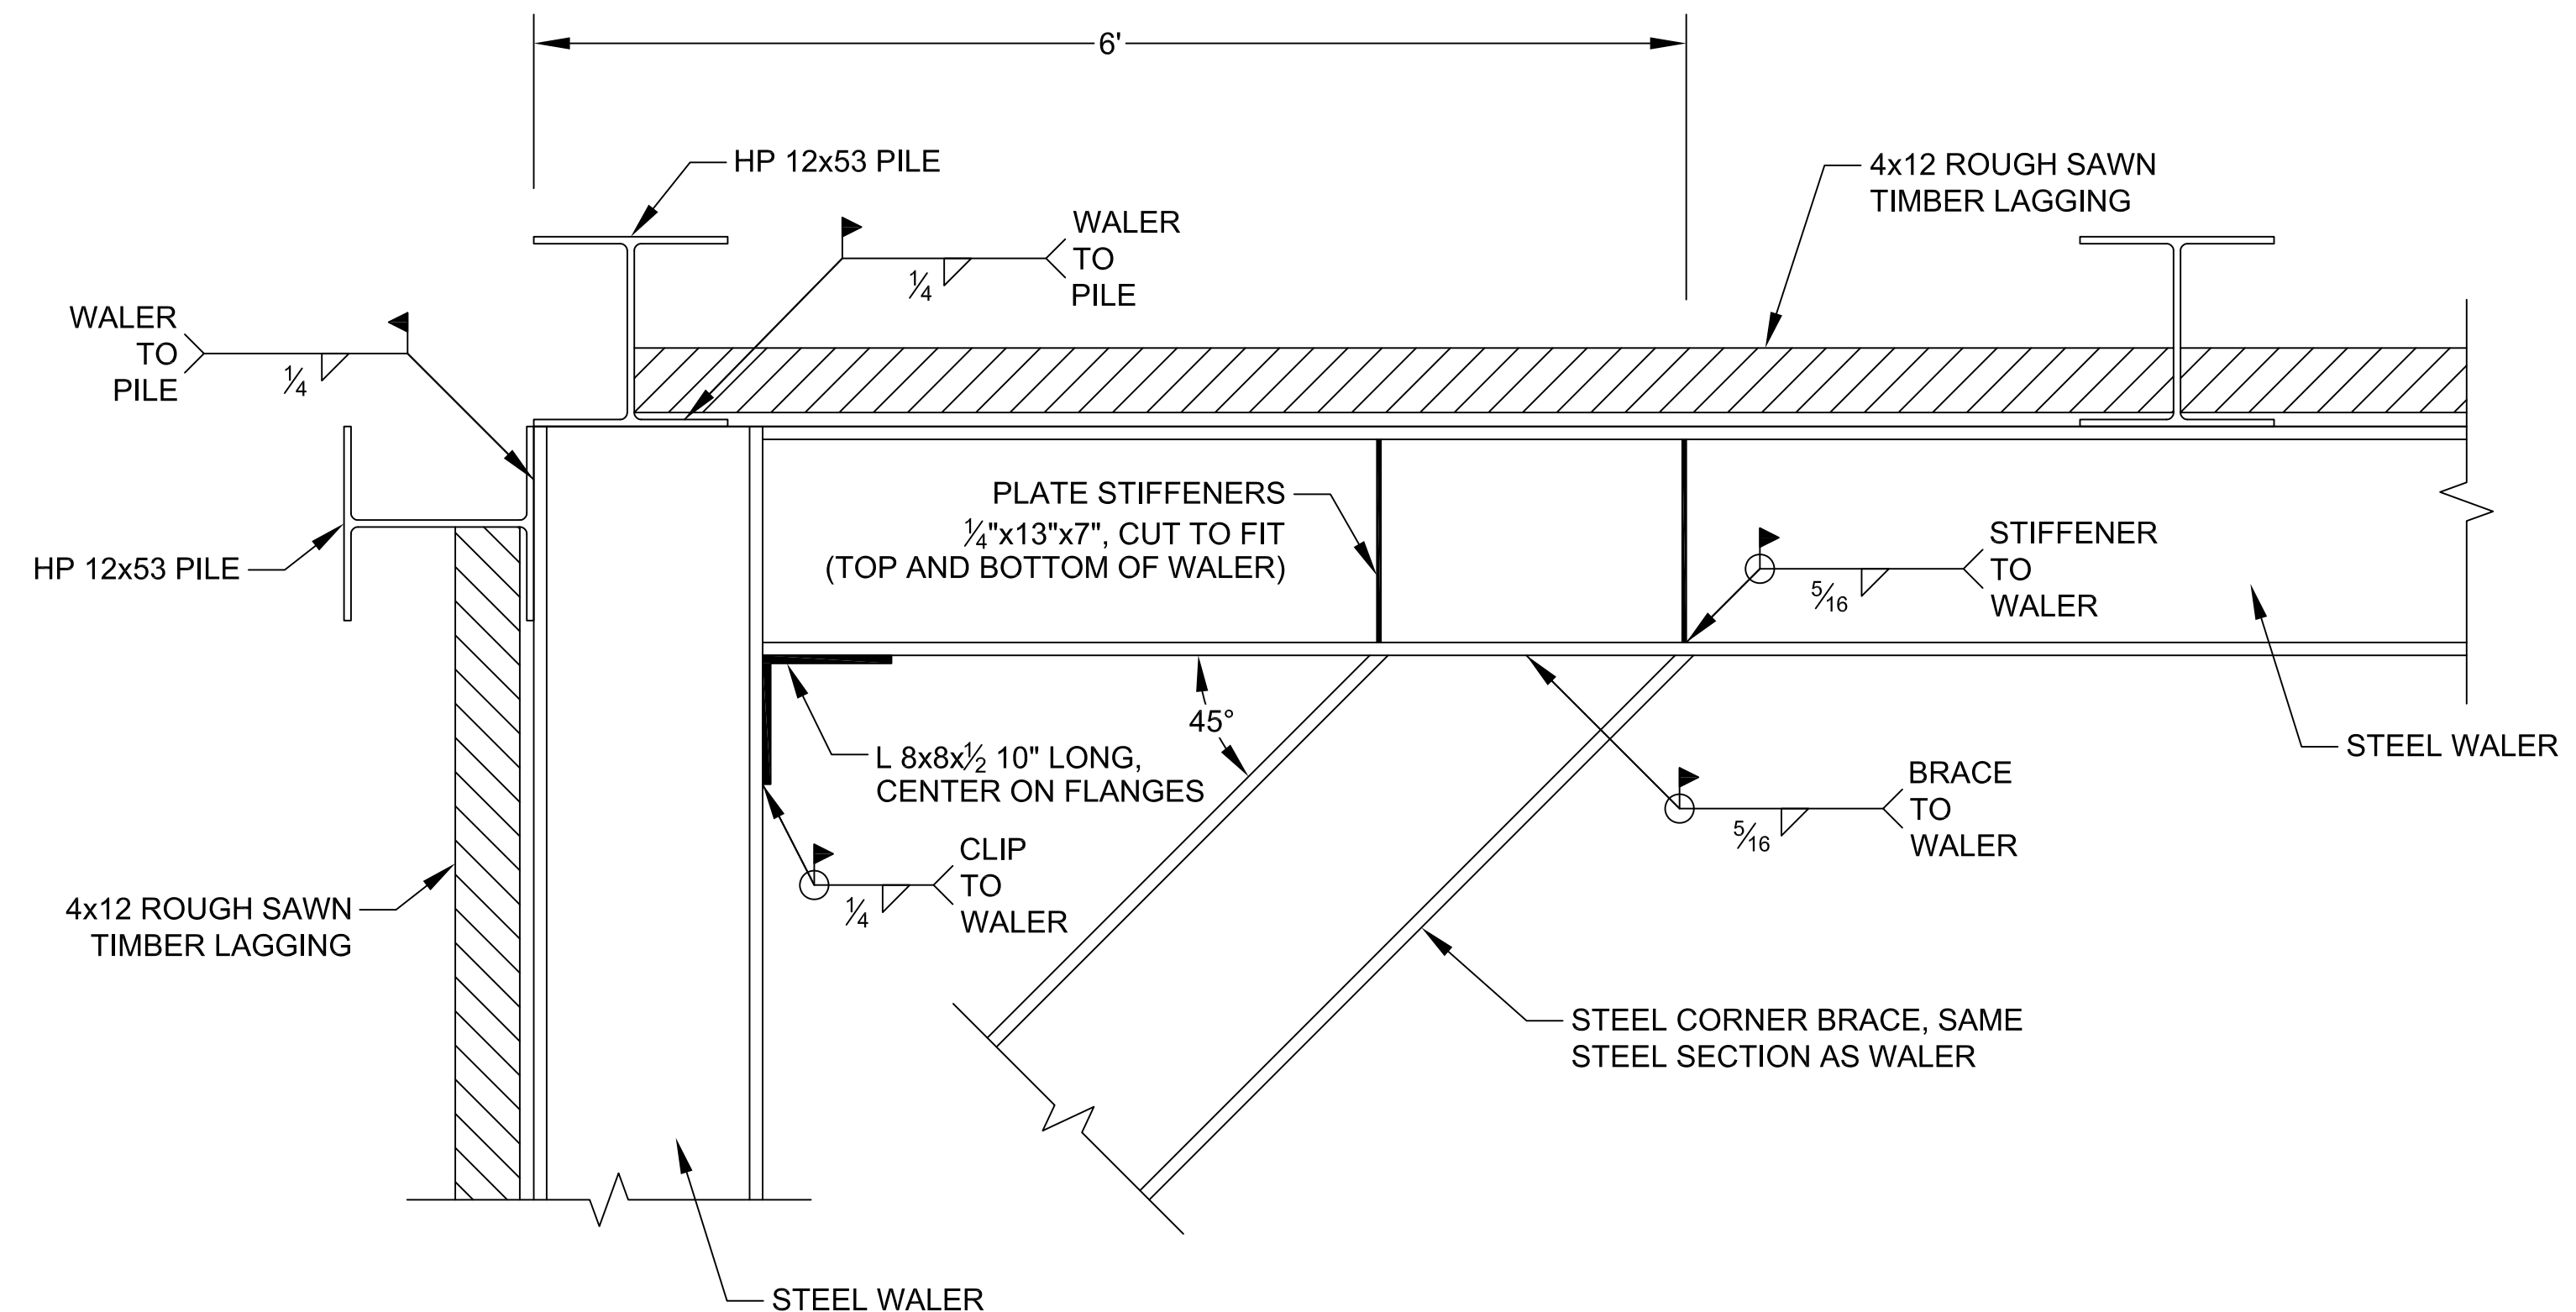 6'
HP 12x53 PILE
4x12 ROUGH SAWN
TIMBER LAGGING
WALER
TO
PILE
1/4
WALER
TO
PILE
1/4
HP 12x53 PILE
PLATE STIFFENERS
1/4"x13"x7", CUT TO FIT
(TOP AND BOTTOM OF WALER)
STIFFENER
TO
WALER
5/16
45°
L 8x8x1/2 10" LONG,
CENTER ON FLANGES
STEEL WALER
BRACE
TO
WALER
5/16
CLIP
TO
WALER
1/4
4x12 ROUGH SAWN
TIMBER LAGGING
STEEL CORNER BRACE, SAME
STEEL SECTION AS WALER
STEEL WALER